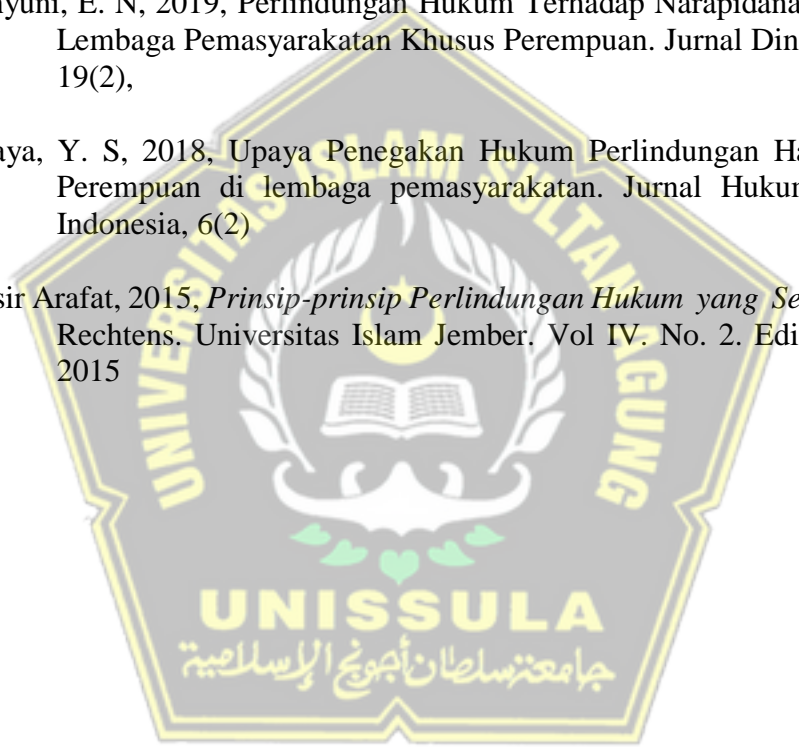 yuni, E. N, 2019, Perlindungan Hukum Terhadap Narapidana
Lembaga Pemasyarakatan Khusus Perempuan. Jurnal Din
19(2),
aya, Y. S, 2018, Upaya Penegakan Hukum Perlindungan Ha
Perempuan di lembaga pemasyarakatan. Jurnal Hukum
Indonesia, 6(2)
sir Arafat, 2015, Prinsip-prinsip Perlindungan Hukum yang Se
Rechtens. Universitas Islam Jember. Vol IV. No. 2. Edi
2015
UNIVERSITAS ISLAM SULTAN AGUNG
UNISSULA
جامعتنسلطان أجونج الإسلامية